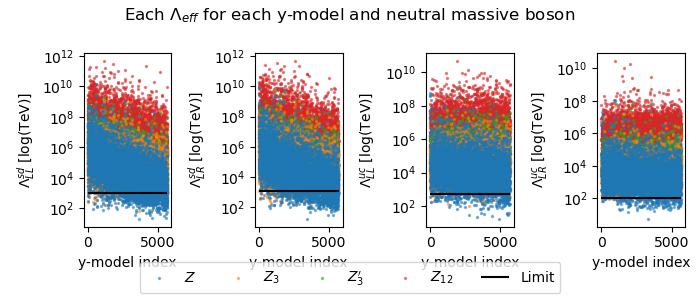 Each Λ_eff for each y-model and neutral massive boson
Λ^sd_LL [log(TeV)]
10^12
10^10
10^8
10^6
10^4
10^2
0 5000
y-model index
Λ^sd_LR [log(TeV)]
10^12
10^10
10^8
10^6
10^4
10^2
0 5000
y-model index
Λ^uc_LL [log(TeV)]
10^10
10^8
10^6
10^4
10^2
0 5000
y-model index
Λ^uc_LR [log(TeV)]
10^10
10^8
10^6
10^4
10^2
0 5000
y-model index
Z Z_3 Z'_3 Z_12 Limit